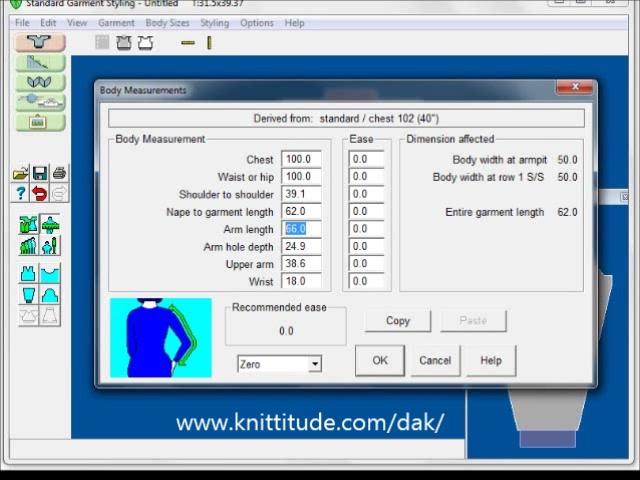 Standard Garment Styling - Untitled T:31.5x39.37
File Edit View Garment Body Sizes Styling Options Help
Body Measurements
Derived from: standard / chest 102 (40")
Body Measurement Ease Dimension affected
Chest 100.0 0.0 Body width at armpit 50.0
Waist or hip 100.0 0.0 Body width at row 1 S/S 50.0
Shoulder to shoulder 39.1 0.0
Nape to garment length 62.0 0.0 Entire garment length 62.0
Arm length 66.0 0.0
Arm hole depth 24.9 0.0
Upper arm 38.6 0.0
Wrist 18.0 0.0
Recommended ease
0.0
Zero
Copy Paste
OK Cancel Help
www.knittitude.com/dak/